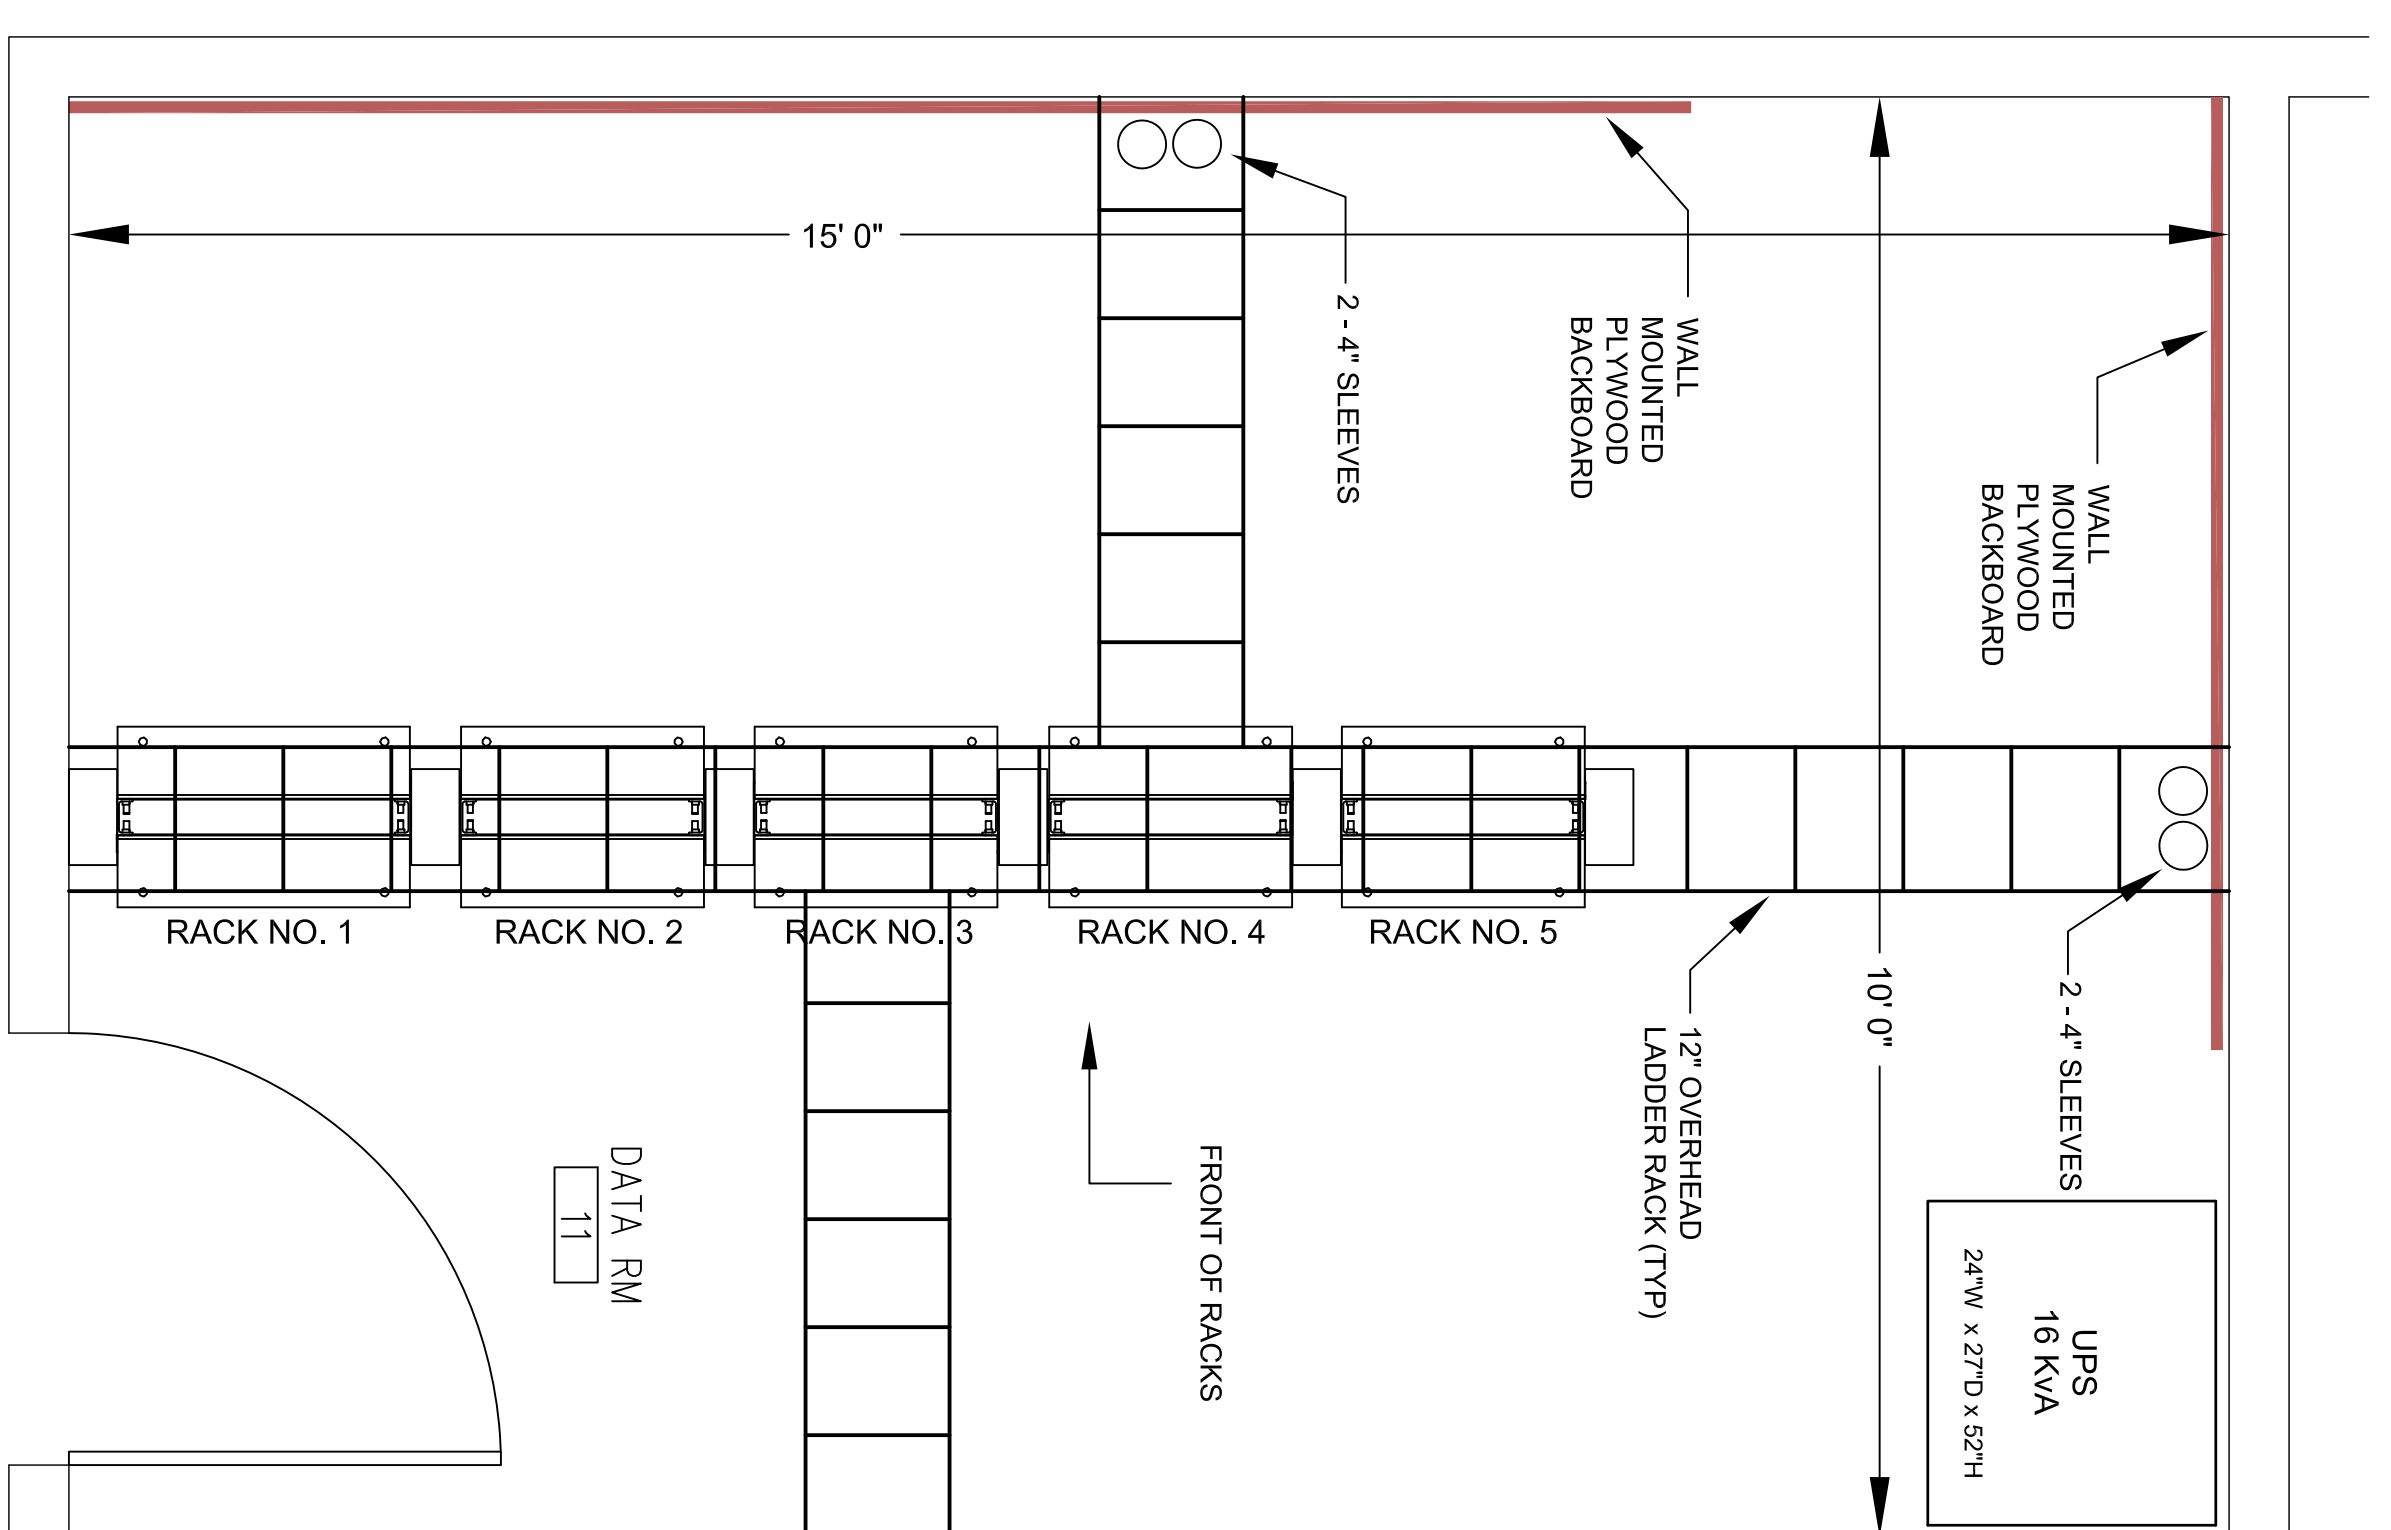 15' 0"
2 - 4" SLEEVES
WALL
MOUNTED
PLYWOOD
BACKBOARD
WALL
MOUNTED
PLYWOOD
BACKBOARD
RACK NO. 1
RACK NO. 2
RACK NO. 3
RACK NO. 4
RACK NO. 5
10' 0"
2 - 4" SLEEVES
12" OVERHEAD
LADDER RACK (TYP)
FRONT OF RACKS
DATA RM
11
UPS
16 KvA
24"W x 27"D x 52"H